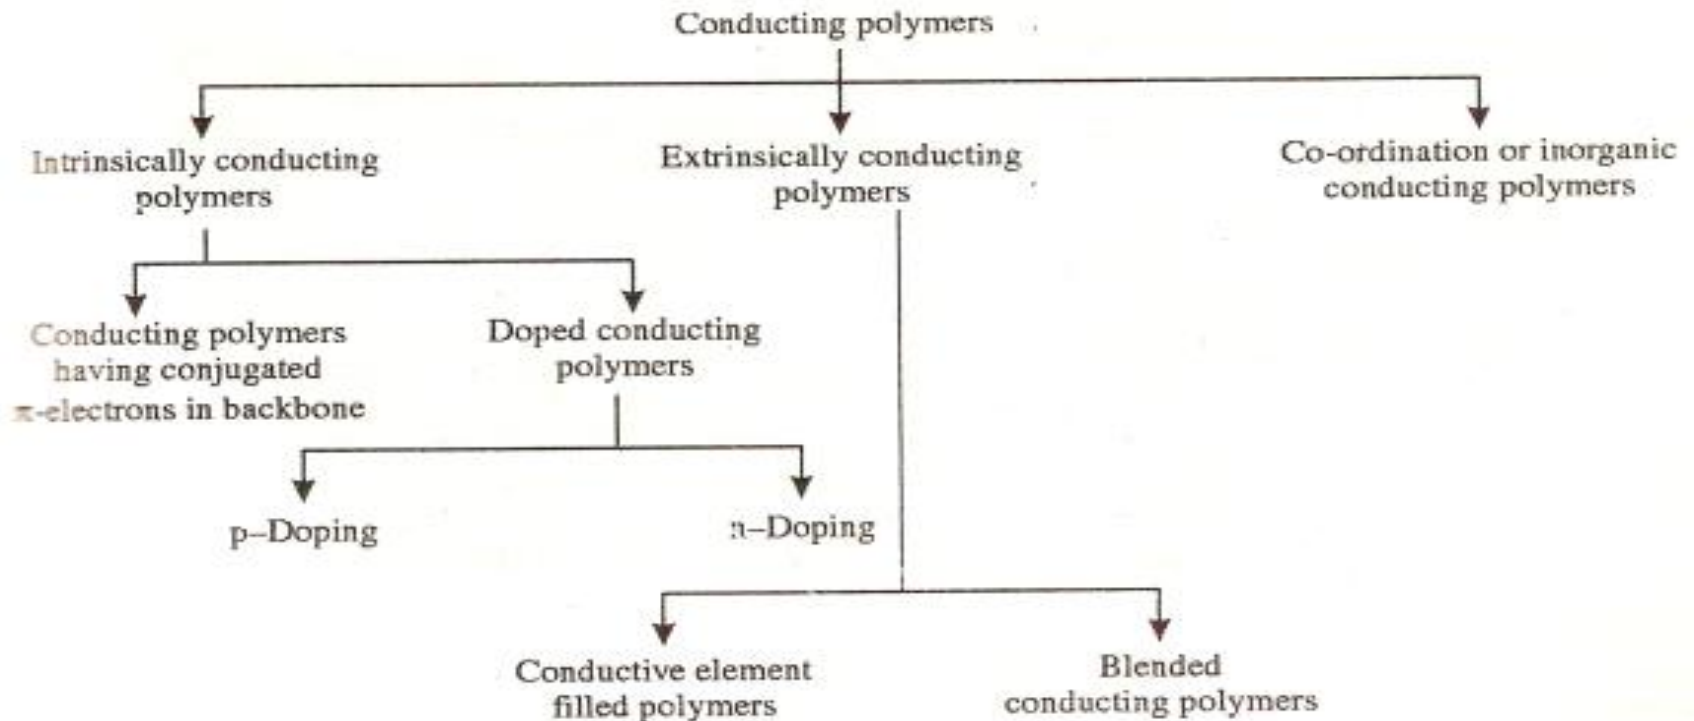 Conducting polymers
Intrinsically conducting
polymers
Extrinsically conducting
polymers
Co-ordination or inorganic
conducting polymers
Conducting polymers
having conjugated
π-electrons in backbone
Doped conducting
polymers
p–Doping
n–Doping
Conductive element
filled polymers
Blended
conducting polymers